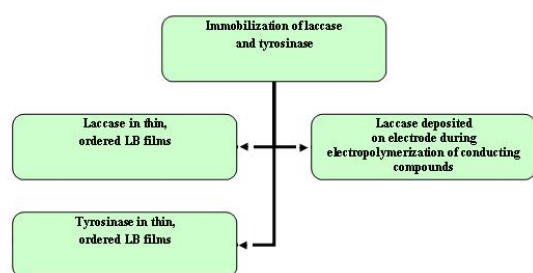 Immobilization of laccase
and tyrosinase
Laccase in thin,
ordered LB films
Laccase deposited
on electrode during
electropolymerization of conducting
compounds
Tyrosinase in thin,
ordered LB films